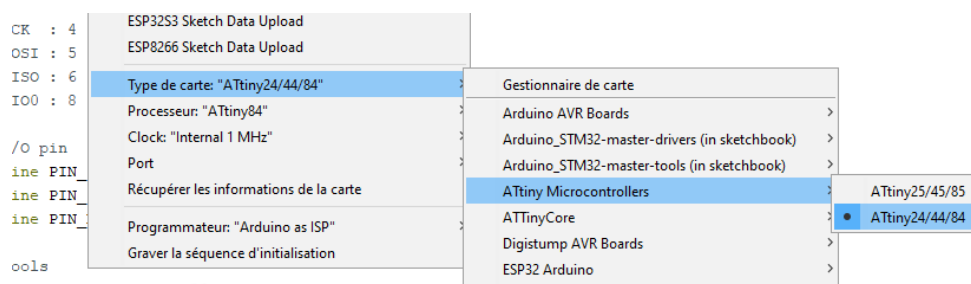 CK : 4
OSI : 5
ISO : 6
IO0 : 8
/O pin
ine PIN_
ine PIN_
ine PIN_
ools
ESP32S3 Sketch Data Upload
ESP8266 Sketch Data Upload
Type de carte: "ATtiny24/44/84"
Processeur: "ATtiny84"
Clock: "Internal 1 MHz"
Port
Récupérer les informations de la carte
Programmateur: "Arduino as ISP"
Graver la séquence d'initialisation
Gestionnaire de carte
Arduino AVR Boards
Arduino_STM32-master-drivers (in sketchbook)
Arduino_STM32-master-tools (in sketchbook)
ATtiny Microcontrollers
ATTinyCore
Digistump AVR Boards
ESP32 Arduino
ATtiny25/45/85
ATtiny24/44/84